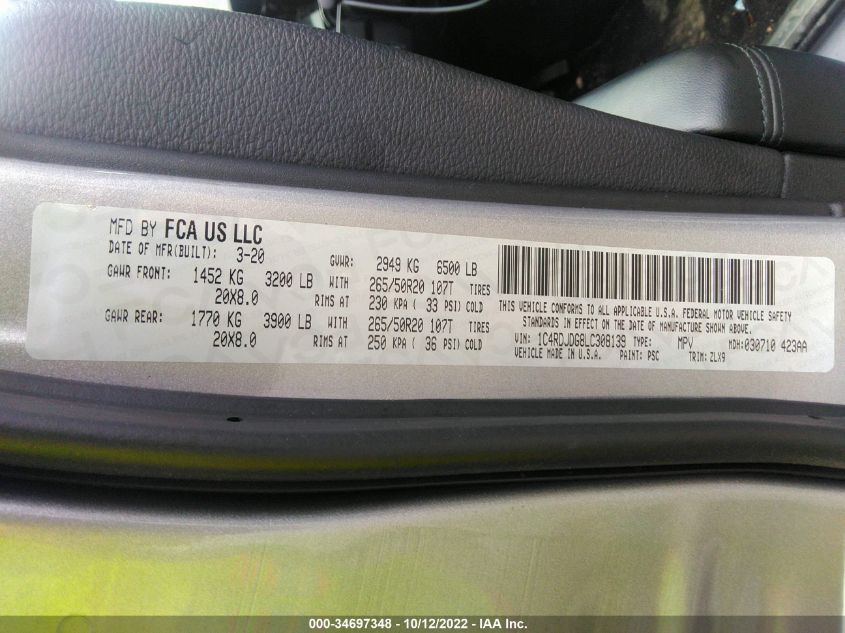 MFD BY FCA US LLC
DATE OF MFR(BUILT): 3-20 GVWR: 2949 KG 6500 LB
GAWR FRONT: 1452 KG 3200 LB WITH 265/50R20 107T TIRES
20X8.0 RIMS AT 230 KPA ( 33 PSI) COLD
GAWR REAR: 1770 KG 3900 LB WITH 265/50R20 107T TIRES
20X8.0 RIMS AT 250 KPA ( 36 PSI) COLD
THIS VEHICLE CONFORMS TO ALL APPLICABLE U.S.A. FEDERAL MOTOR VEHICLE SAFETY
STANDARDS IN EFFECT ON THE DATE OF MANUFACTURE SHOWN ABOVE.
VIN: 1C4RDJDG8LC308139 TYPE: MPV MDH:030710 423AA
VEHICLE MADE IN U.S.A. PAINT: PSC TRIM: ZLX9
000-34697348 - 10/12/2022 - IAA Inc.